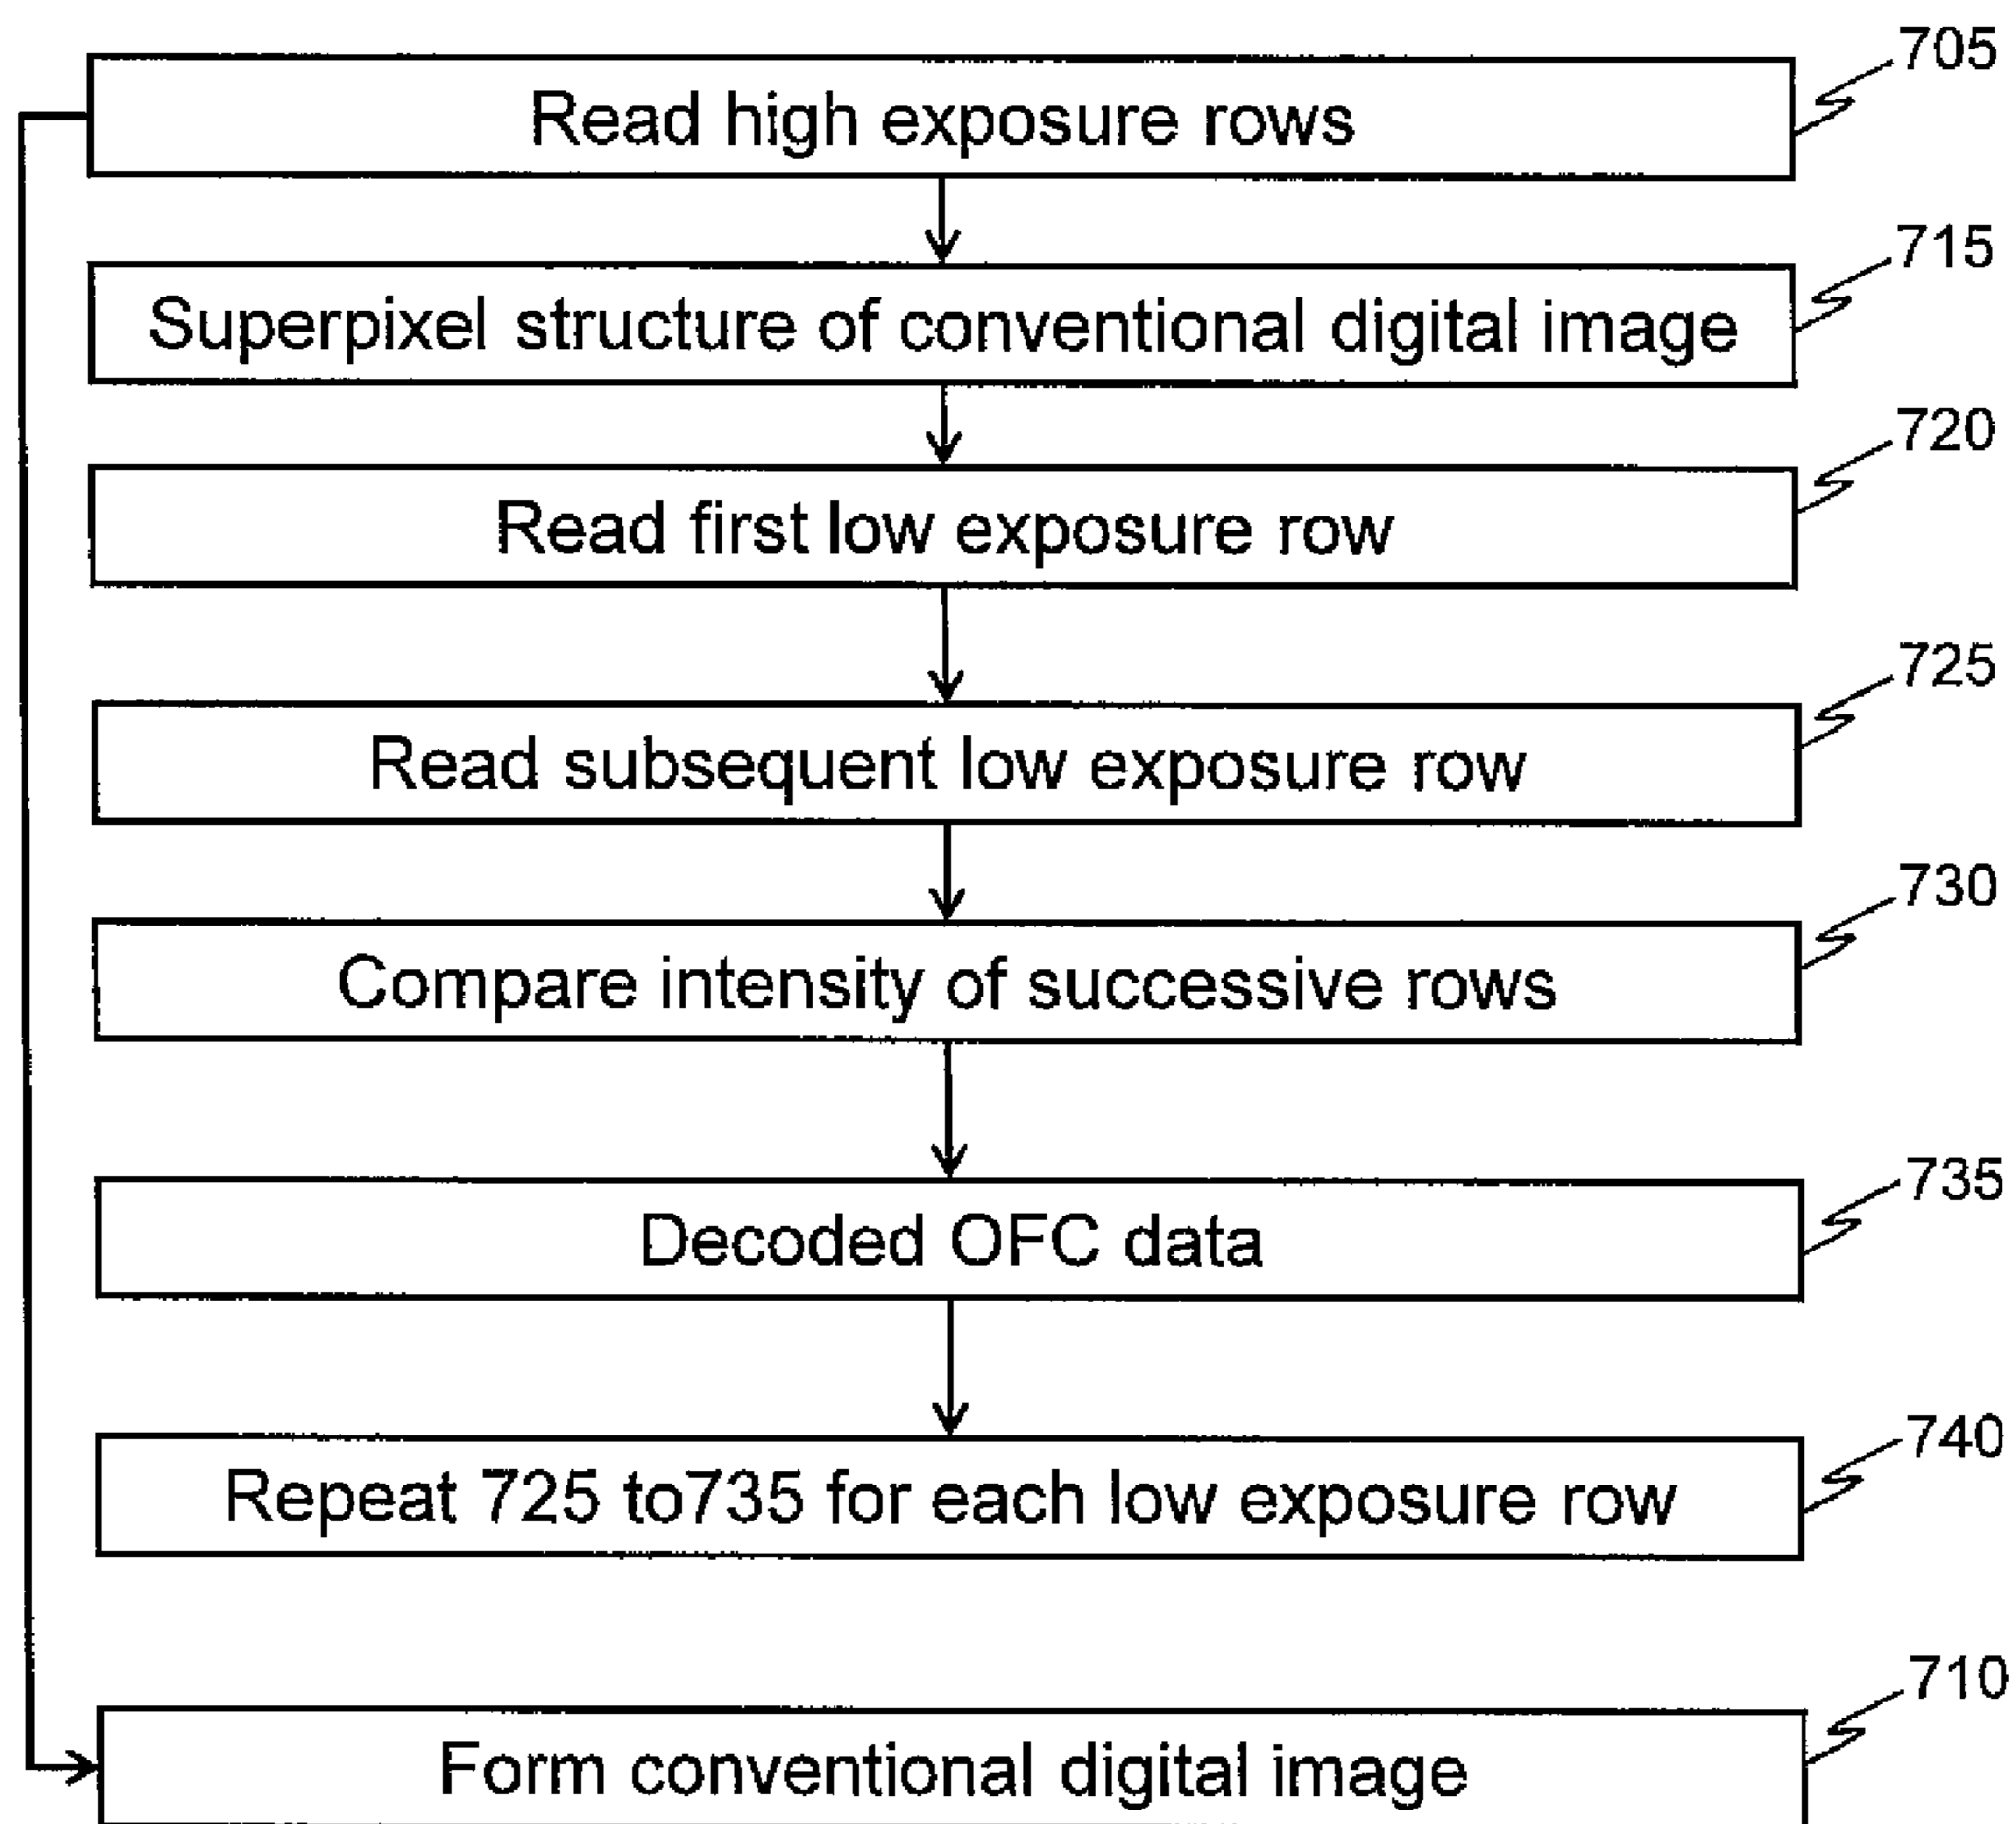 705
Read high exposure rows
715
Superpixel structure of conventional digital image
720
Read first low exposure row
725
Read subsequent low exposure row
730
Compare intensity of successive rows
735
Decoded OFC data
740
Repeat 725 to735 for each low exposure row
710
Form conventional digital image